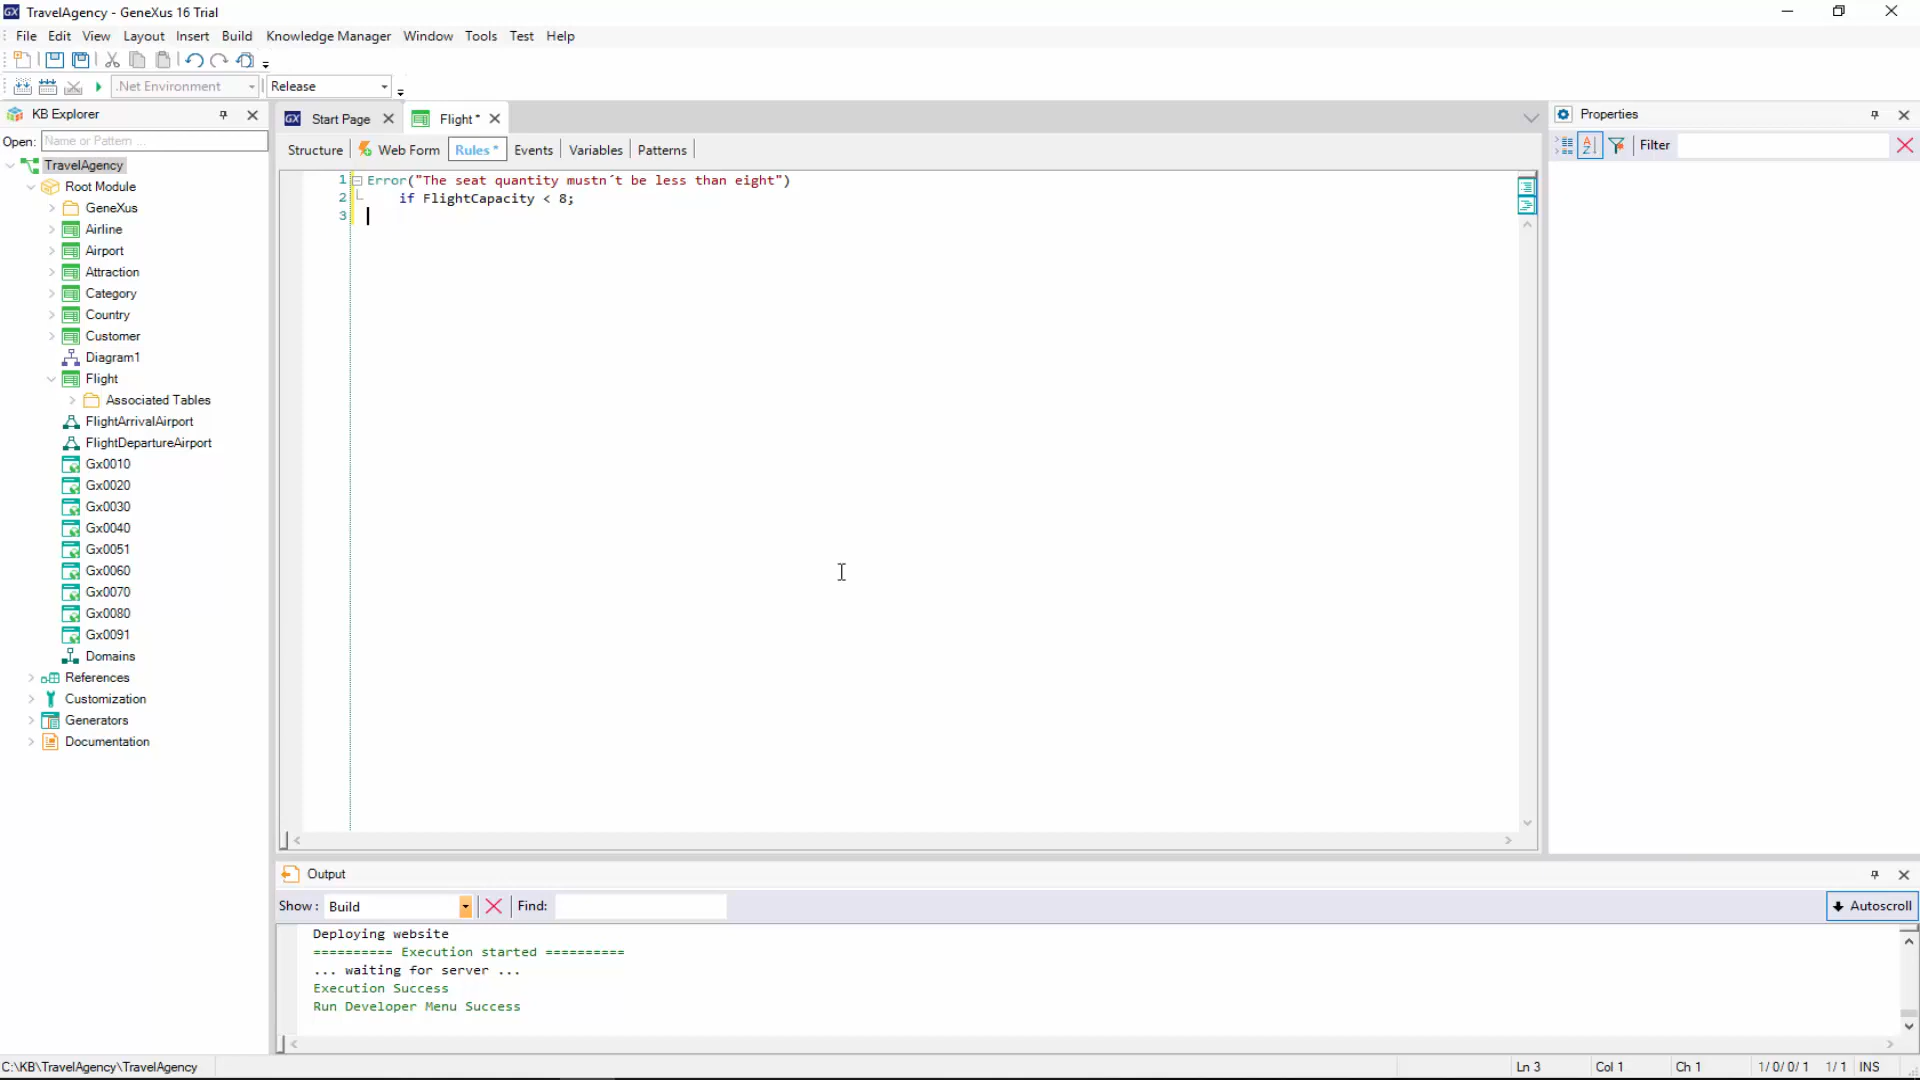 TravelAgency - GeneXus 16 Trial
File Edit View Layout Insert Build Knowledge Manager Window Tools Test Help
.Net Environment Release
KB Explorer
Open: Name or Pattern ...
TravelAgency
Root Module
GeneXus
Airline
Airport
Attraction
Category
Country
Customer
Diagram1
Flight
Associated Tables
FlightArrivalAirport
FlightDepartureAirport
Gx0010
Gx0020
Gx0030
Gx0040
Gx0051
Gx0060
Gx0070
Gx0080
Gx0091
Domains
References
Customization
Generators
Documentation
Start Page Flight *
Structure Web Form Rules * Events Variables Patterns
1 Error("The seat quantity mustn´t be less than eight")
2 if FlightCapacity < 8;
3
Properties
Filter
Output
Show : Build Find: Autoscroll
Deploying website
========== Execution started ==========
... waiting for server ...
Execution Success
Run Developer Menu Success
C:\KB\TravelAgency\TravelAgency Ln 3 Col 1 Ch 1 1/0/0/1 1/1 INS